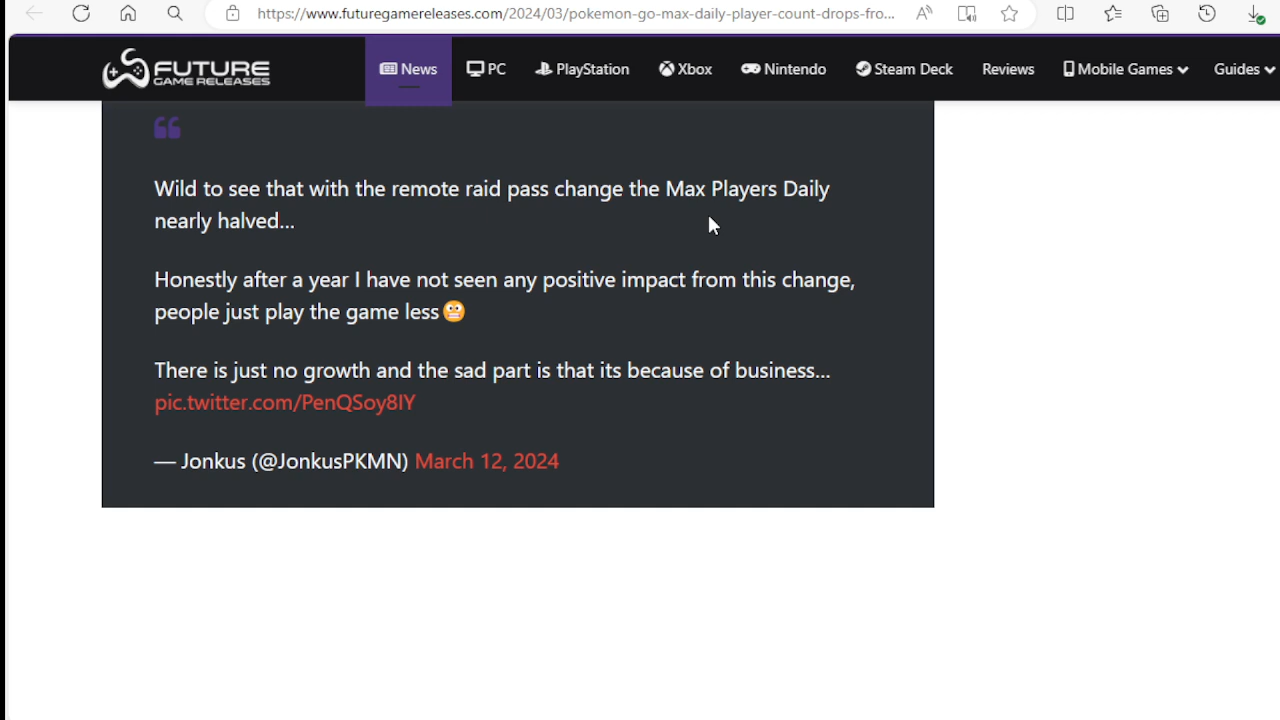 https://www.futuregamereleases.com/2024/03/pokemon-go-max-daily-player-count-drops-fro...
FUTURE
GAME RELEASES
News PC PlayStation Xbox Nintendo Steam Deck Reviews Mobile Games Guides
Wild to see that with the remote raid pass change the Max Players Daily
nearly halved...
Honestly after a year I have not seen any positive impact from this change,
people just play the game less😬
There is just no growth and the sad part is that its because of business...
pic.twitter.com/PenQSoy8IY
— Jonkus (@JonkusPKMN) March 12, 2024